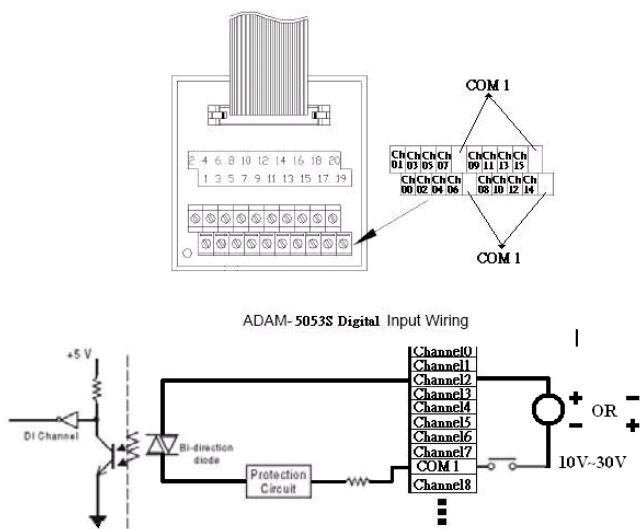 COM 1
2 4 6 8 10 12 14 16 18 20
1 3 5 7 9 11 13 15 17 19
Ch Ch Ch Ch Ch Ch Ch Ch
01 03 05 07 09 11 13 15
Ch Ch Ch Ch Ch Ch Ch Ch
00 02 04 06 08 10 12 14
COM 1
ADAM-5053S Digital Input Wiring
+5 V
DI Channel
Bi-direction
diode
Protection
Circuit
Channel0
Channel1
Channel2
Channel3
Channel4
Channel5
Channel6
Channel7
COM 1
Channel8
+ −
OR
− +
10V~30V